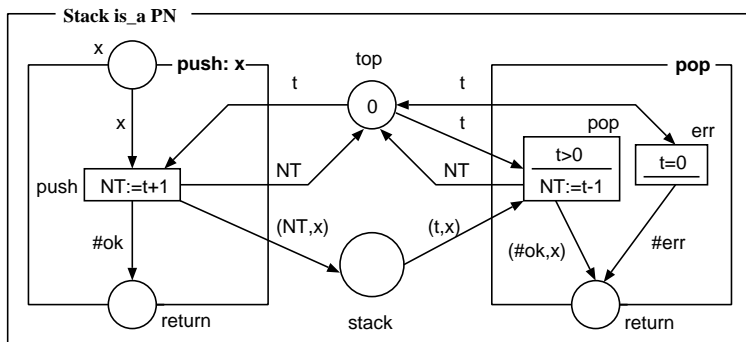 Stack is_a PN
x
push: x
top
pop
t
t
0
x
t
pop
err
t>0
t=0
push
NT:=t+1
NT
NT
NT:=t-1
#ok
(NT,x)
(t,x)
(#ok,x)
#err
return
stack
return